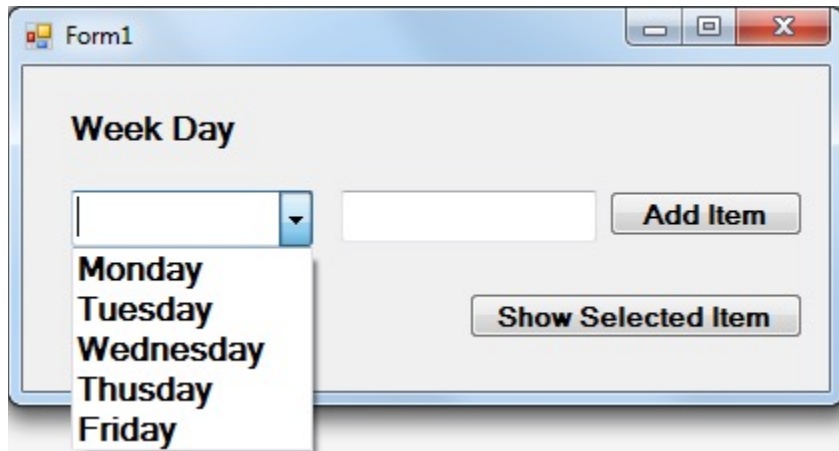 Form1
Week Day
Add Item
Monday
Tuesday
Wednesday
Thusday
Friday
Show Selected Item